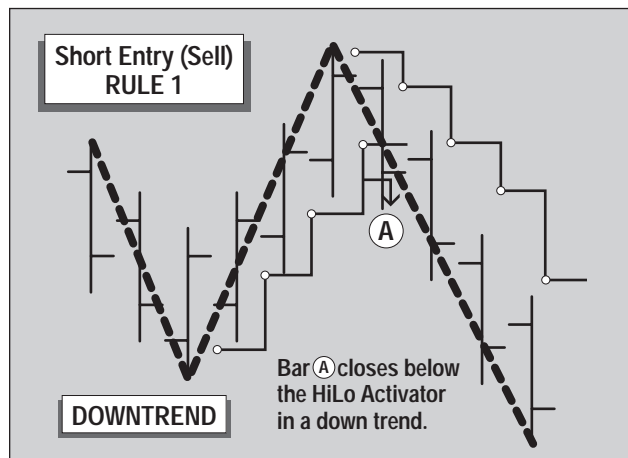 Short Entry (Sell)
RULE 1
A
Bar A closes below
the HiLo Activator
in a down trend.
DOWNTREND